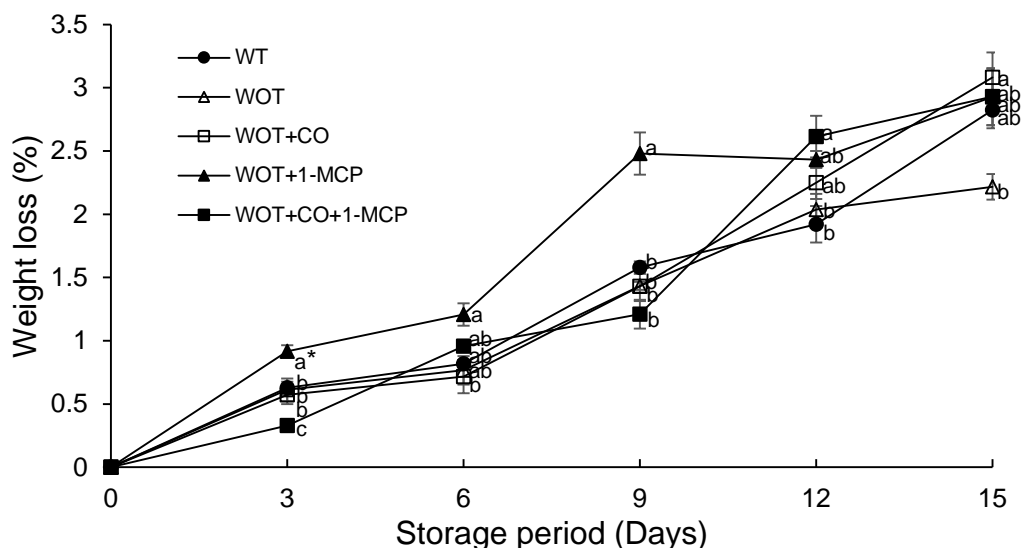 3.5
3
2.5
2
1.5
1
0.5
0
Weight loss (%)
WT
WOT
WOT+CO
WOT+1-MCP
WOT+CO+1-MCP
a*
b
b
b
c
a
ab
ab
ab
b
a
b
b
b
b
a
ab
ab
b
b
a
ab
ab
ab
b
0 3 6 9 12 15
Storage period (Days)